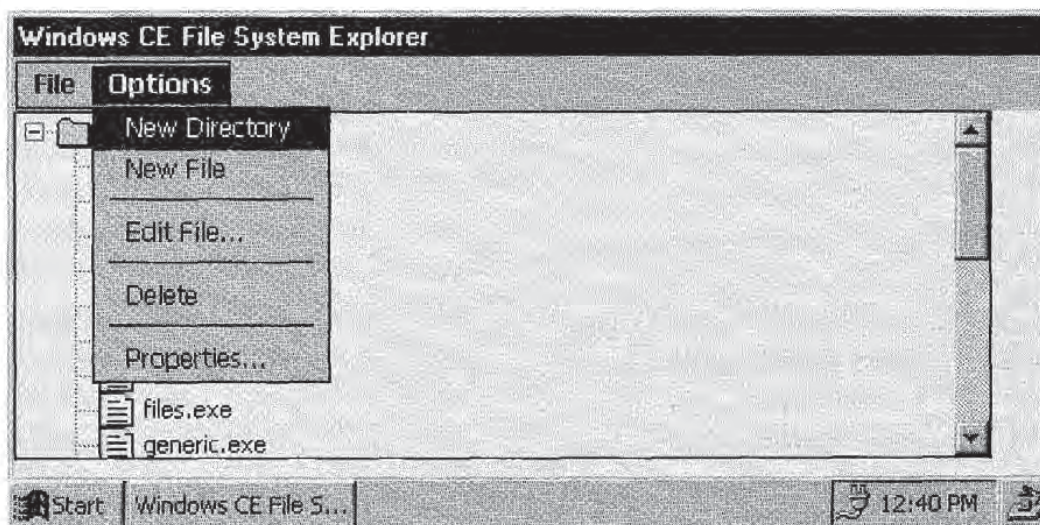 Windows CE File System Explorer
File Options
New Directory
New File
Edit File...
Delete
Properties...
files.exe
generic.exe
Start Windows CE File S... 12:40 PM